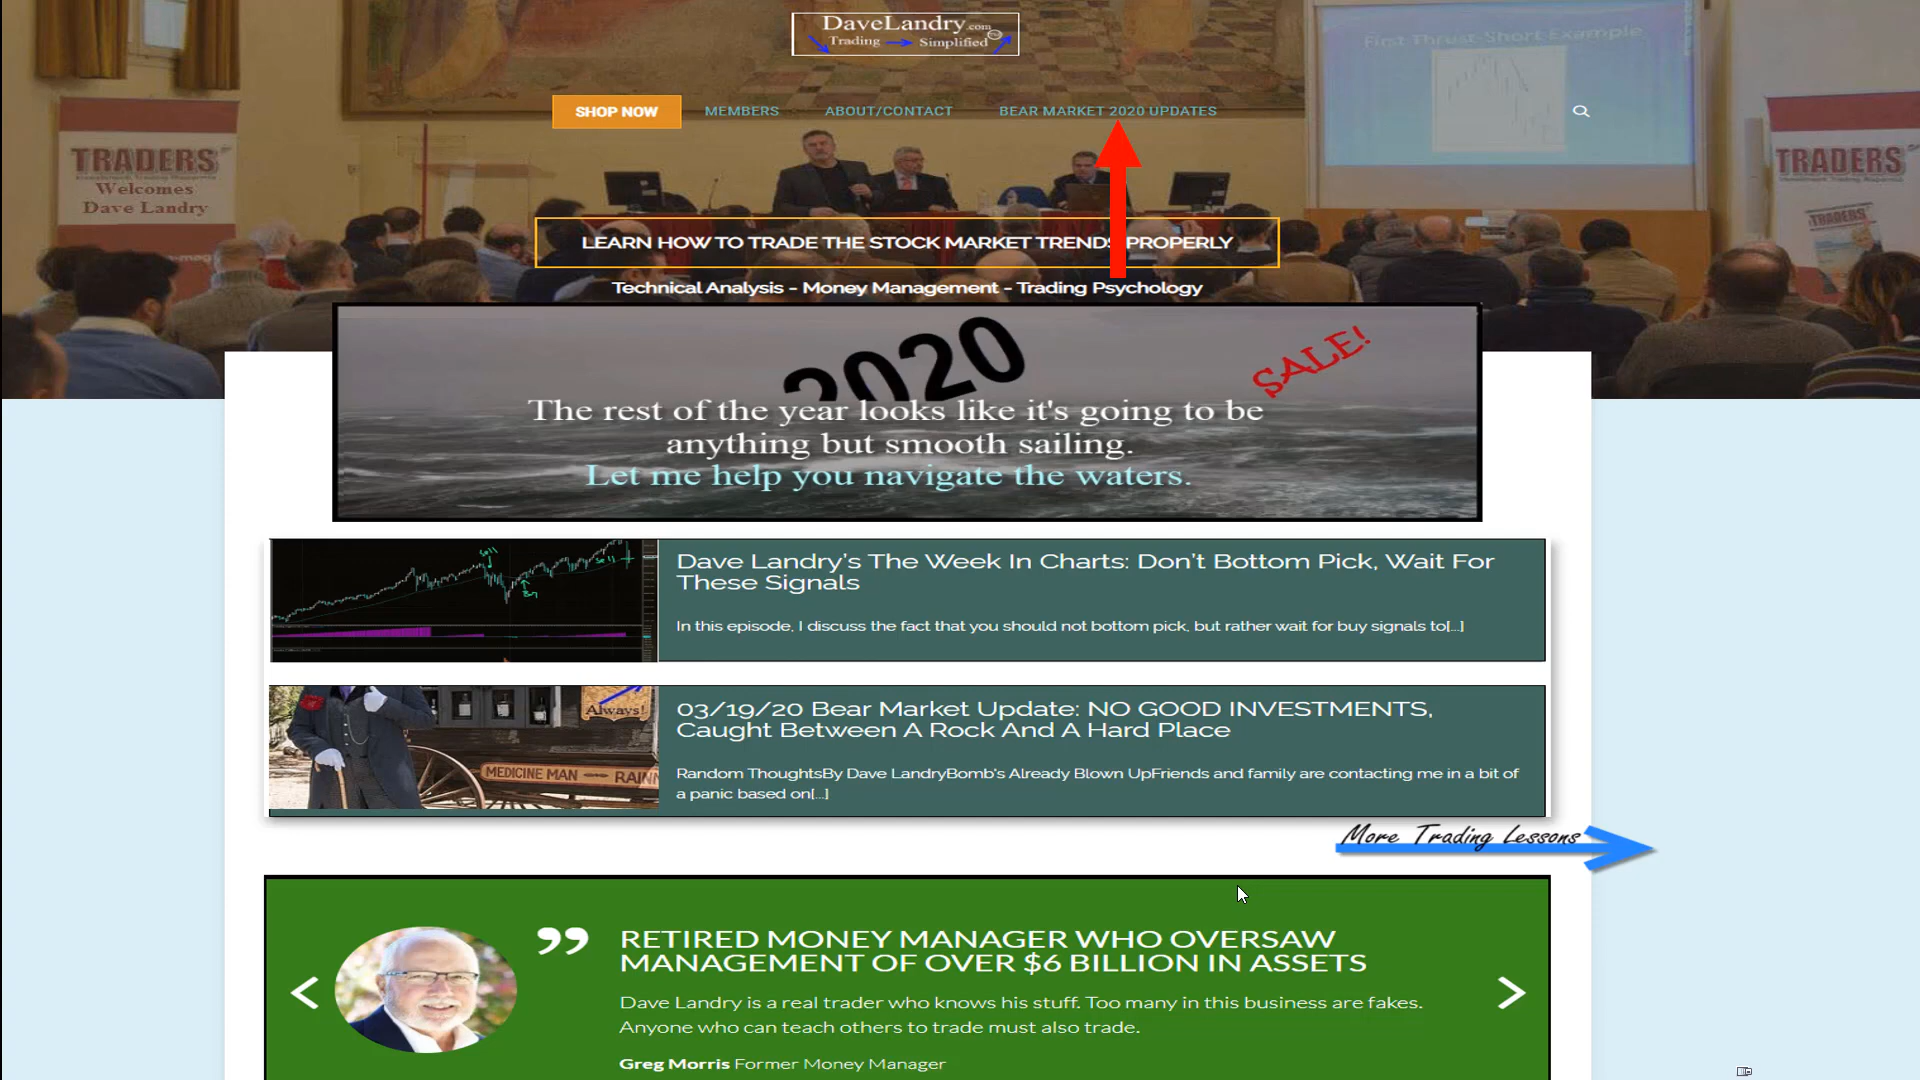 DaveLandry.com
Trading Simplified
First Thrust Short Example
SHOP NOW
MEMBERS
ABOUT/CONTACT
BEAR MARKET 2020 UPDATES
TRADERS'
Welcomes
Dave Landry
TRADERS'
TRADERS'
LEARN HOW TO TRADE THE STOCK MARKET TRENDS PROPERLY
Technical Analysis - Money Management - Trading Psychology
2020
SALE!
The rest of the year looks like it's going to be
anything but smooth sailing.
Let me help you navigate the waters.
Sell
Sell
Buy
Dave Landry's The Week In Charts: Don't Bottom Pick, Wait For
These Signals
In this episode, I discuss the fact that you should not bottom pick, but rather wait for buy signals to[...]
Always!
MEDICINE MAN
03/19/20 Bear Market Update: NO GOOD INVESTMENTS,
Caught Between A Rock And A Hard Place
Random ThoughtsBy Dave LandryBomb's Already Blown UpFriends and family are contacting me in a bit of
a panic based on[...]
More Trading Lessons
RETIRED MONEY MANAGER WHO OVERSAW
MANAGEMENT OF OVER $6 BILLION IN ASSETS
Dave Landry is a real trader who knows his stuff. Too many in this business are fakes.
Anyone who can teach others to trade must also trade.
Greg Morris Former Money Manager